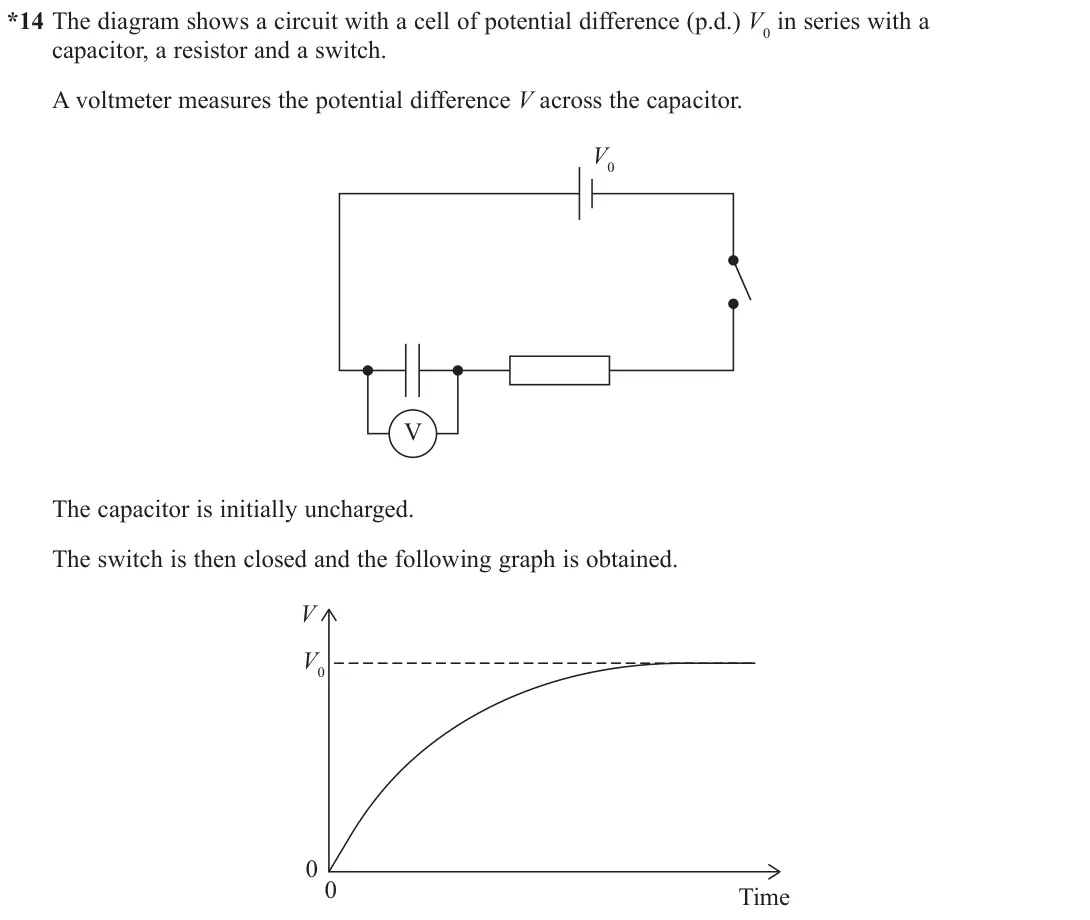 *14 The diagram shows a circuit with a cell of potential difference (p.d.) V₀ in series with a
capacitor, a resistor and a switch.
A voltmeter measures the potential difference V across the capacitor.
V₀
V
The capacitor is initially uncharged.
The switch is then closed and the following graph is obtained.
V
V₀
0
0
Time